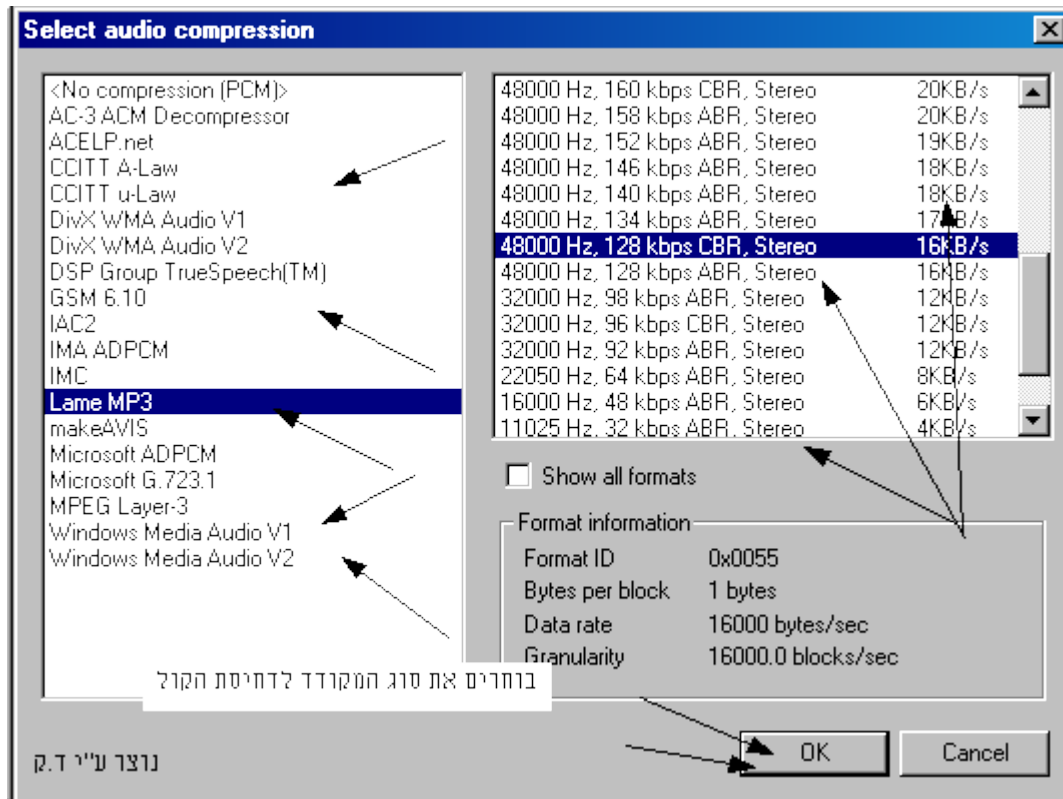 Select audio compression
<No compression (PCM)>
AC-3 ACM Decompressor
ACELP.net
CCITT A-Law
CCITT u-Law
DivX WMA Audio V1
DivX WMA Audio V2
DSP Group TrueSpeech(TM)
GSM 6.10
IAC2
IMA ADPCM
IMC
Lame MP3
makeAVIS
Microsoft ADPCM
Microsoft G.723.1
MPEG Layer-3
Windows Media Audio V1
Windows Media Audio V2
48000 Hz, 160 kbps CBR, Stereo 20KB/s
48000 Hz, 158 kbps ABR, Stereo 20KB/s
48000 Hz, 152 kbps ABR, Stereo 19KB/s
48000 Hz, 146 kbps ABR, Stereo 18KB/s
48000 Hz, 140 kbps ABR, Stereo 18KB/s
48000 Hz, 134 kbps ABR, Stereo 17KB/s
48000 Hz, 128 kbps CBR, Stereo 16KB/s
48000 Hz, 128 kbps ABR, Stereo 16KB/s
32000 Hz, 98 kbps ABR, Stereo 12KB/s
32000 Hz, 96 kbps CBR, Stereo 12KB/s
32000 Hz, 92 kbps ABR, Stereo 12KB/s
22050 Hz, 64 kbps ABR, Stereo 8KB/s
16000 Hz, 48 kbps ABR, Stereo 6KB/s
11025 Hz, 32 kbps ABR, Stereo 4KB/s
Show all formats
Format information
Format ID 0x0055
Bytes per block 1 bytes
Data rate 16000 bytes/sec
Granularity 16000.0 blocks/sec
בוחרים את סוג המקודד לדחיסת הקול
OK
Cancel
נוצר ע"י ד.ק